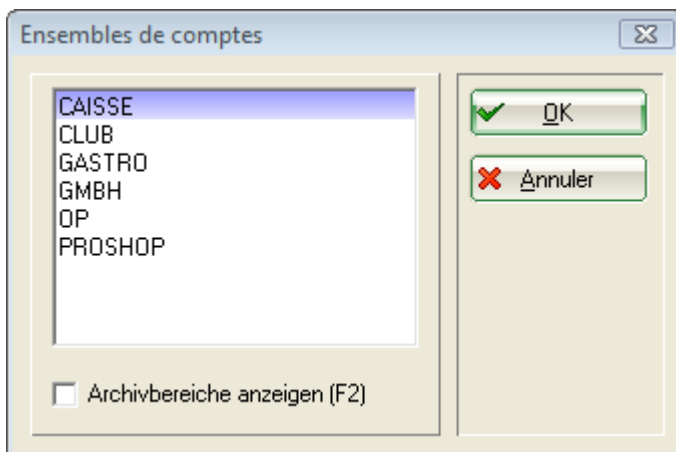 Ensembles de comptes
CAISSE
CLUB
GASTRO
GMBH
OP
PROSHOP
Archivbereiche anzeigen (F2)
OK
Annuler